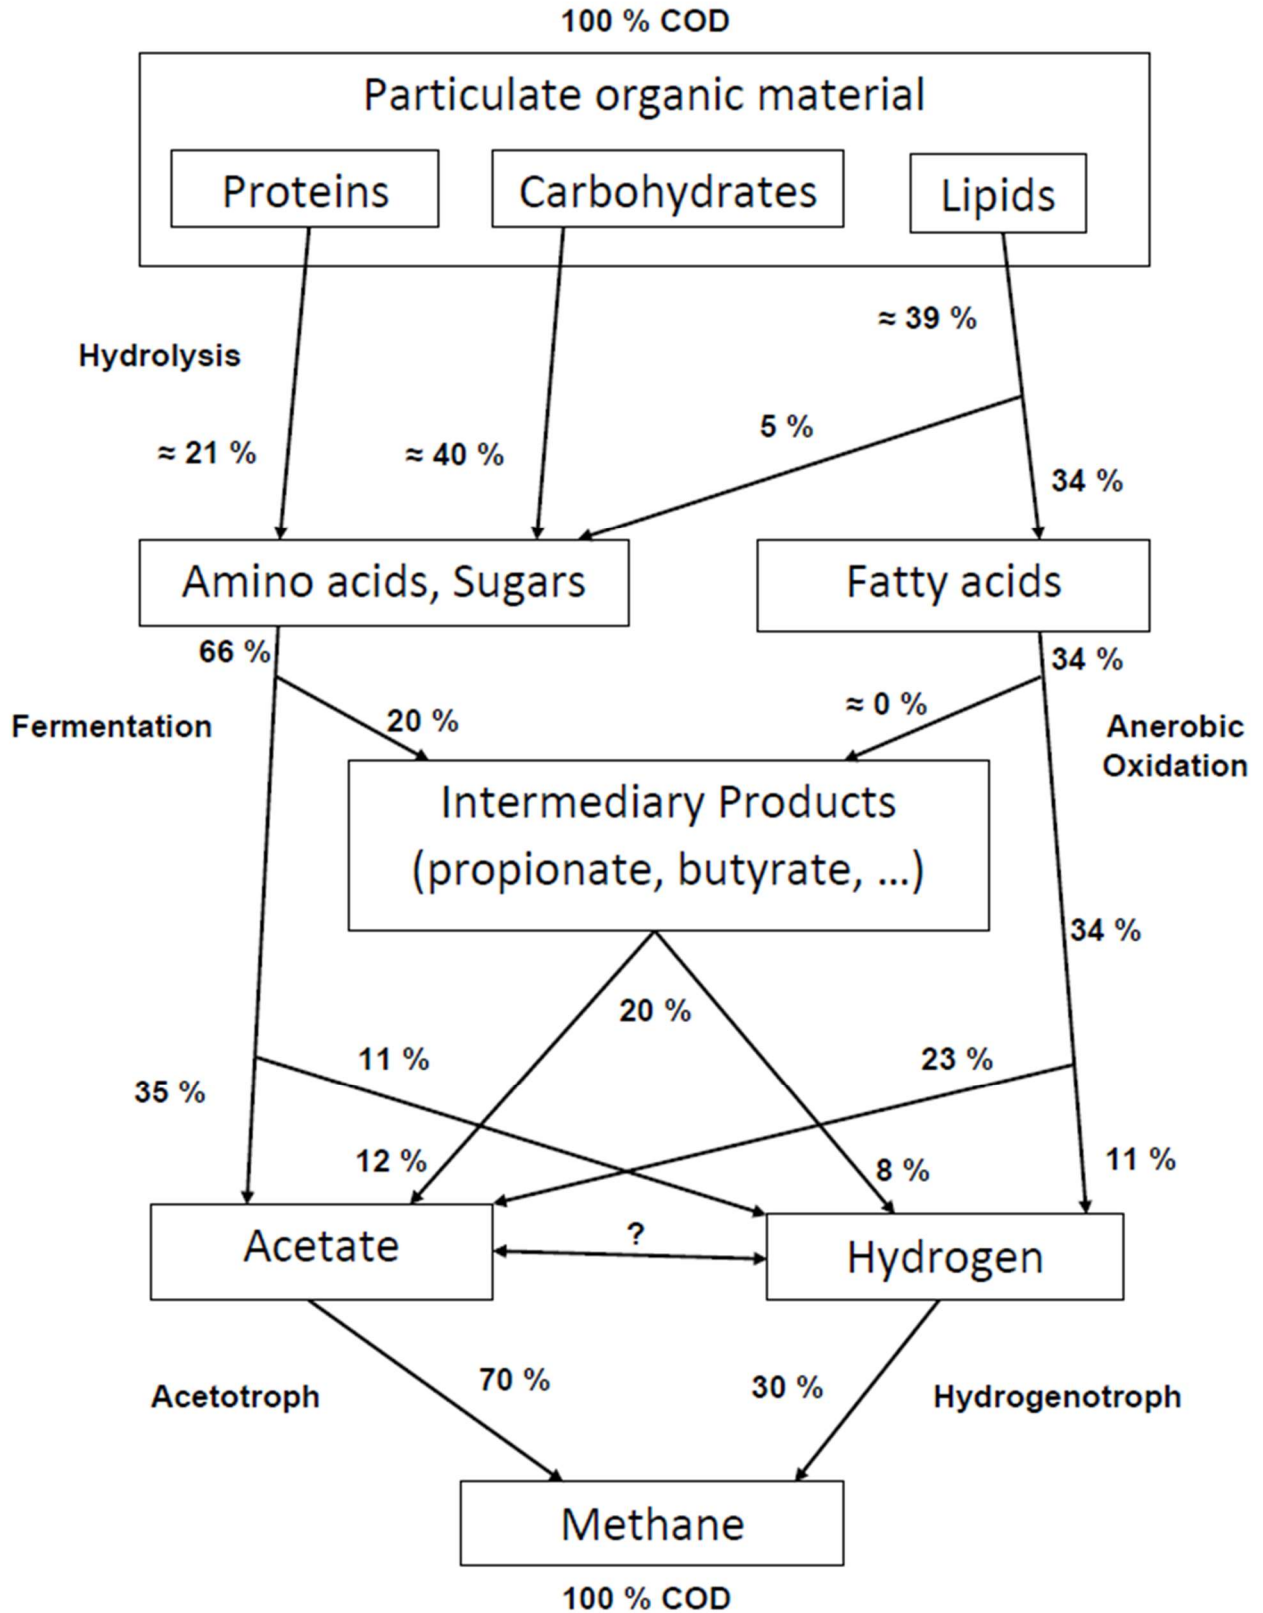 100 % COD
Particulate organic material
Proteins
Carbohydrates
Lipids
≈ 39 %
Hydrolysis
5 %
≈ 21 %
≈ 40 %
34 %
Amino acids, Sugars
Fatty acids
66 %
34 %
≈ 0 %
20 %
Fermentation
Anerobic
Oxidation
Intermediary Products
(propionate, butyrate, ...)
34 %
20 %
11 %
23 %
35 %
12 %
8 %
11 %
?
Acetate
Hydrogen
70 %
30 %
Acetotroph
Hydrogenotroph
Methane
100 % COD